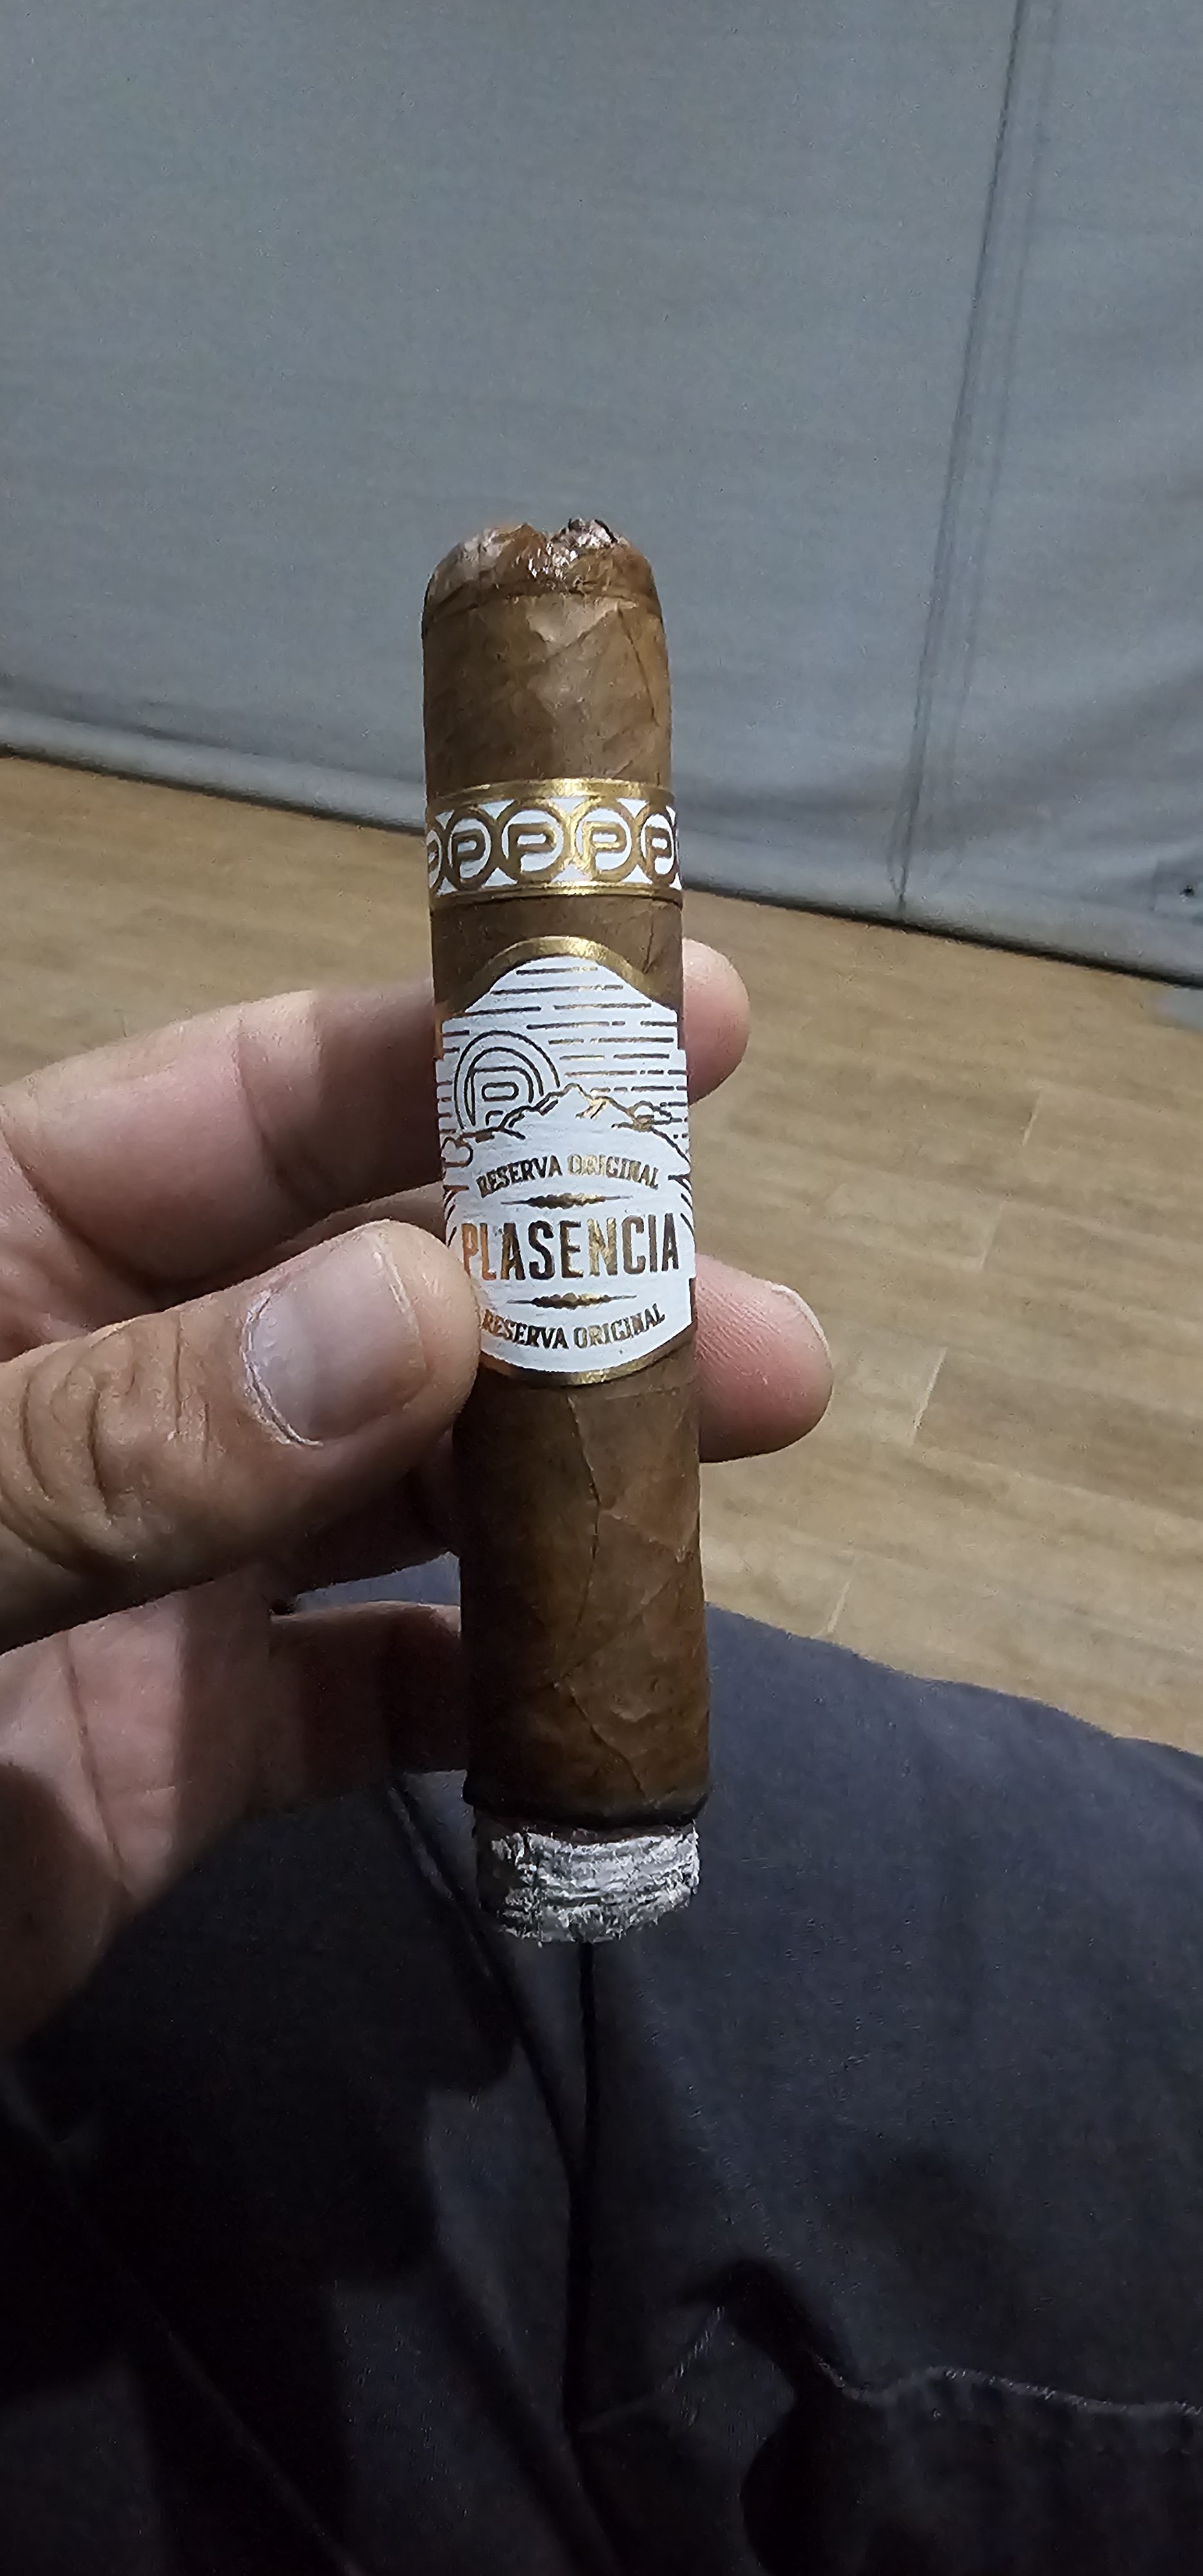 P P P P P
P
RESERVA ORIGINAL
PLASENCIA
RESERVA ORIGINAL